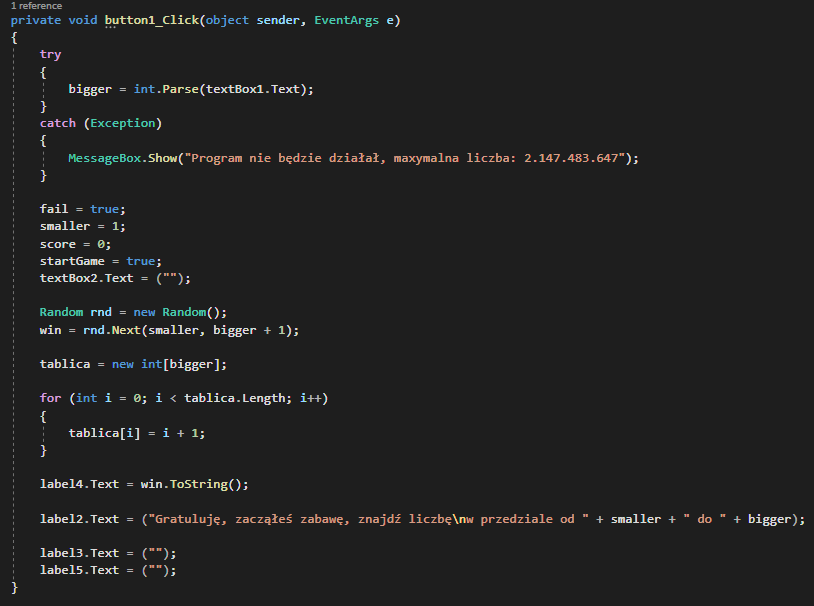 1 reference
private void button1_Click(object sender, EventArgs e)
{
try
{
bigger = int.Parse(textBox1.Text);
}
catch (Exception)
{
MessageBox.Show("Program nie będzie działał, maxymalna liczba: 2.147.483.647");
}
fail = true;
smaller = 1;
score = 0;
startGame = true;
textBox2.Text = ("");
Random rnd = new Random();
win = rnd.Next(smaller, bigger + 1);
tablica = new int[bigger];
for (int i = 0; i < tablica.Length; i++)
{
tablica[i] = i + 1;
}
label4.Text = win.ToString();
label2.Text = ("Gratuluję, zacząłeś zabawę, znajdź liczbę\nw przedziale od " + smaller + " do " + bigger);
label3.Text = ("");
label5.Text = ("");
}